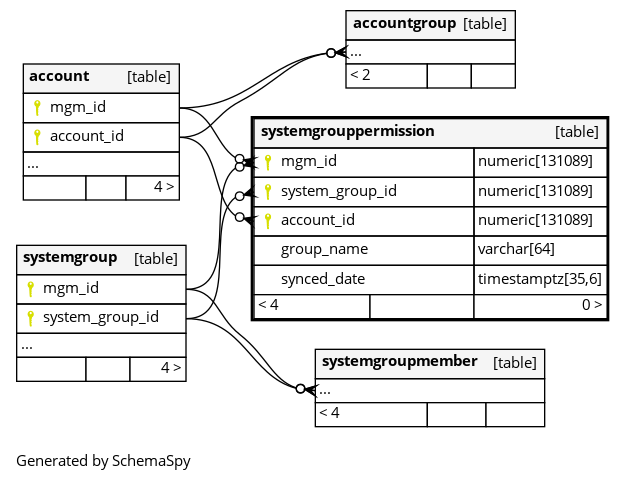 accountgroup [table]
...
< 2
account [table]
mgm_id
account_id
...
4 >
systemgrouppermission [table]
mgm_id numeric[131089]
system_group_id numeric[131089]
account_id numeric[131089]
group_name varchar[64]
synced_date timestamptz[35,6]
< 4 0 >
systemgroup [table]
mgm_id
system_group_id
...
4 >
systemgroupmember [table]
...
< 4
Generated by SchemaSpy